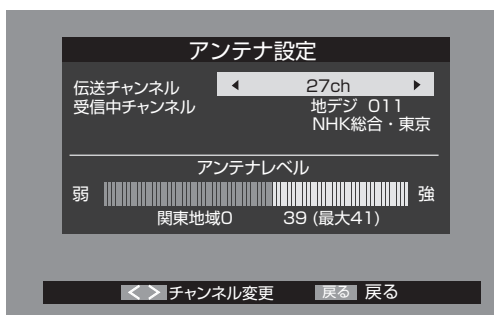 アンテナ設定
伝送チャンネル ◀ 27ch ▶
受信中チャンネル 地デジ 011
NHK総合・東京
アンテナレベル
弱 強
関東地域0 39 (最大41)
＜＞ チャンネル変更 戻る 戻る